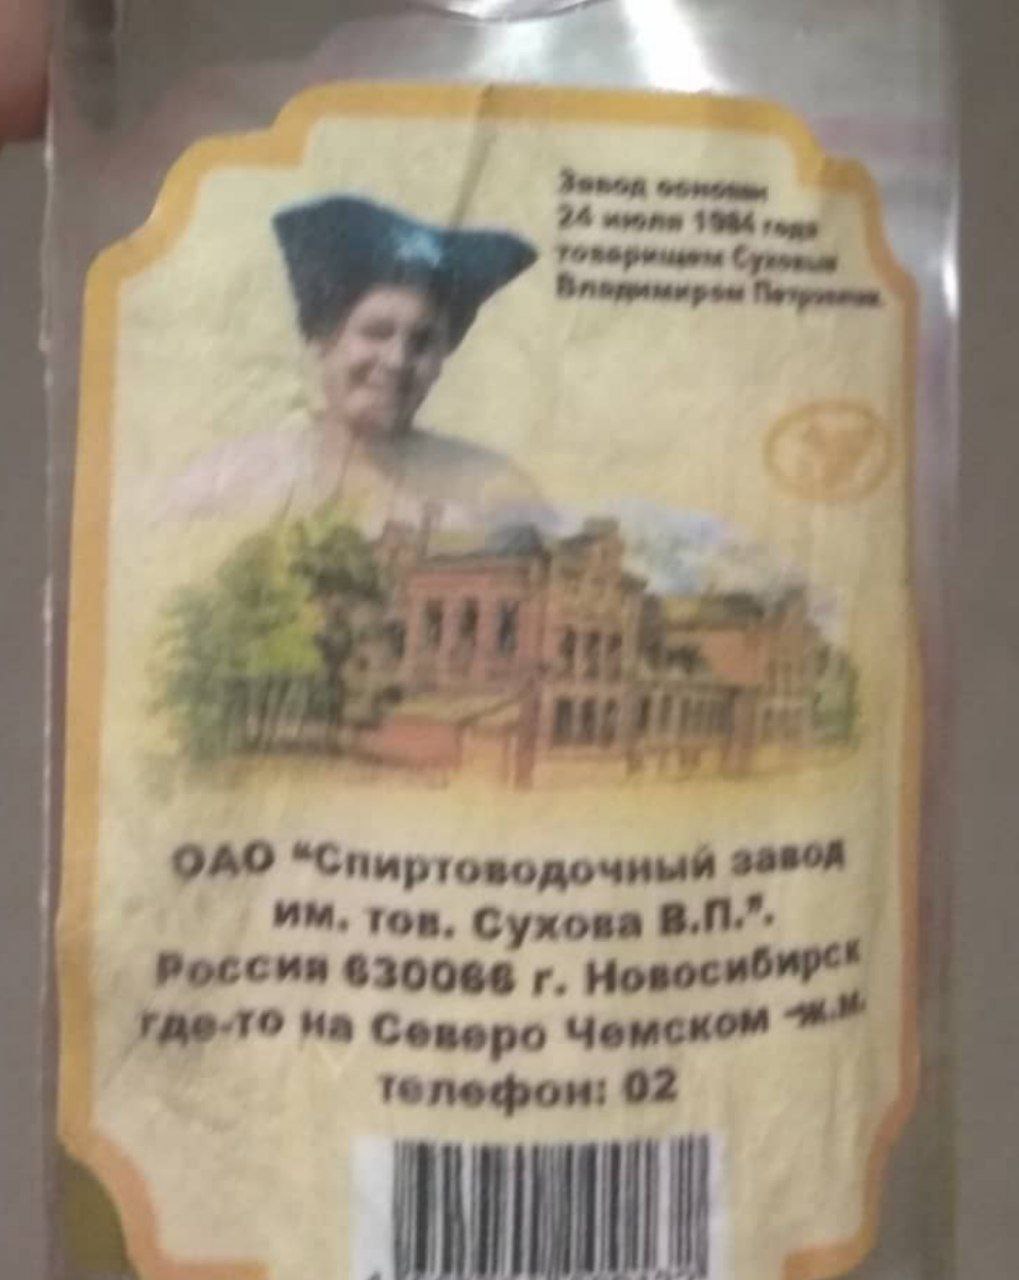 Завод основан
24 июля 1984 года
товарищем Суховым
Владимиром Петровичем.
ОАО "Спиртоводочный завод
им. тов. Сухова В.П.".
Россия 630066 г. Новосибирск
где-то на Северо Чемском ж.м.
телефон: 02